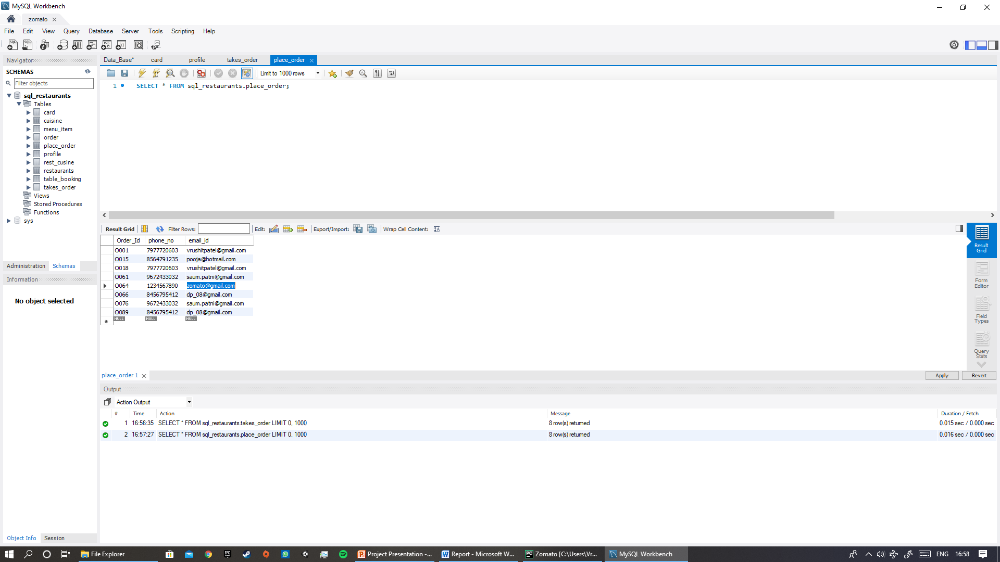 MySQL Workbench
zomato
File Edit View Query Database Server Tools Scripting Help
Navigator
SCHEMAS
Filter objects
sql_restaurants
Tables
card
cuisine
menu_item
order
place_order
profile
rest_cusine
restaurants
table_booking
takes_order
Views
Stored Procedures
Functions
sys
Administration Schemas
Information
No object selected
Object Info Session
Data_Base* card profile takes_order place_order
Limit to 1000 rows
1 SELECT * FROM sql_restaurants.place_order;
Result Grid Filter Rows: Edit: Export/Import: Wrap Cell Content:
Order_Id phone_no email_id
O001 7977720603 vrushitpatel@gmail.com
O015 8564791235 pooja@hotmail.com
O018 7977720603 vrushitpatel@gmail.com
O061 9672433032 saum.patni@gmail.com
O064 1234567890 zomato@gmail.com
O066 8456795412 dp_08@gmail.com
O076 9672433032 saum.patni@gmail.com
O089 8456795412 dp_08@gmail.com
NULL NULL NULL
Result
Grid
Form
Editor
Field
Types
Query
Stats
place_order 1
Apply Revert
Output
Action Output
# Time Action Message Duration / Fetch
1 16:56:35 SELECT * FROM sql_restaurants.takes_order LIMIT 0, 1000 8 row(s) returned 0.015 sec / 0.000 sec
2 16:57:27 SELECT * FROM sql_restaurants.place_order LIMIT 0, 1000 8 row(s) returned 0.016 sec / 0.000 sec
File Explorer Project Presentation -... Report - Microsoft W... Zomato [C:\Users\Vr... MySQL Workbench ENG 16:58